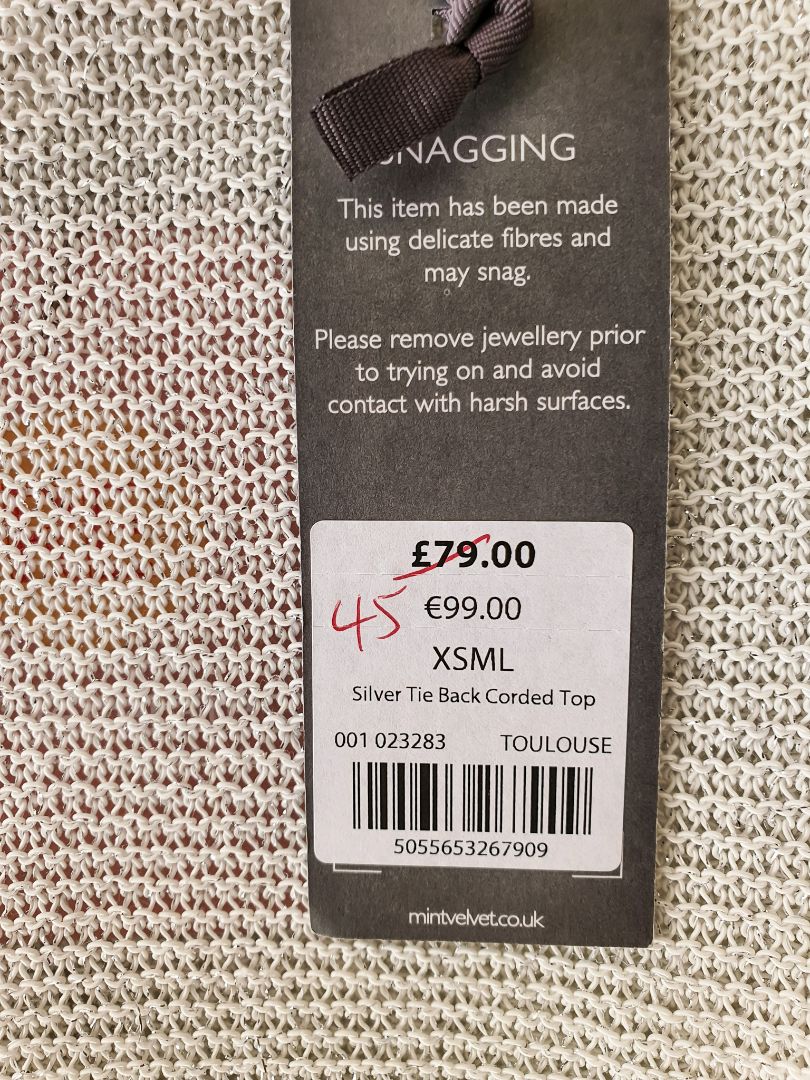 SNAGGING
This item has been made
using delicate fibres and
may snag.
Please remove jewellery prior
to trying on and avoid
contact with harsh surfaces.
£79.00
45 €99.00
XSML
Silver Tie Back Corded Top
001 023283 TOULOUSE
5055653267909
mintvelvet.co.uk